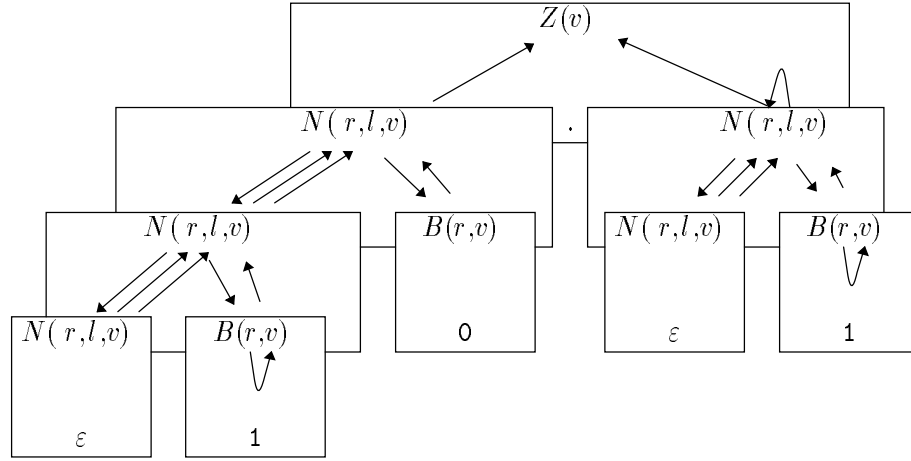 Z(v)
N( r,l,v) . N( r,l,v)
N( r,l,v) B(r,v) N( r,l,v) B(r,v)
N( r,l,v) B(r,v) 0 ε 1
ε 1